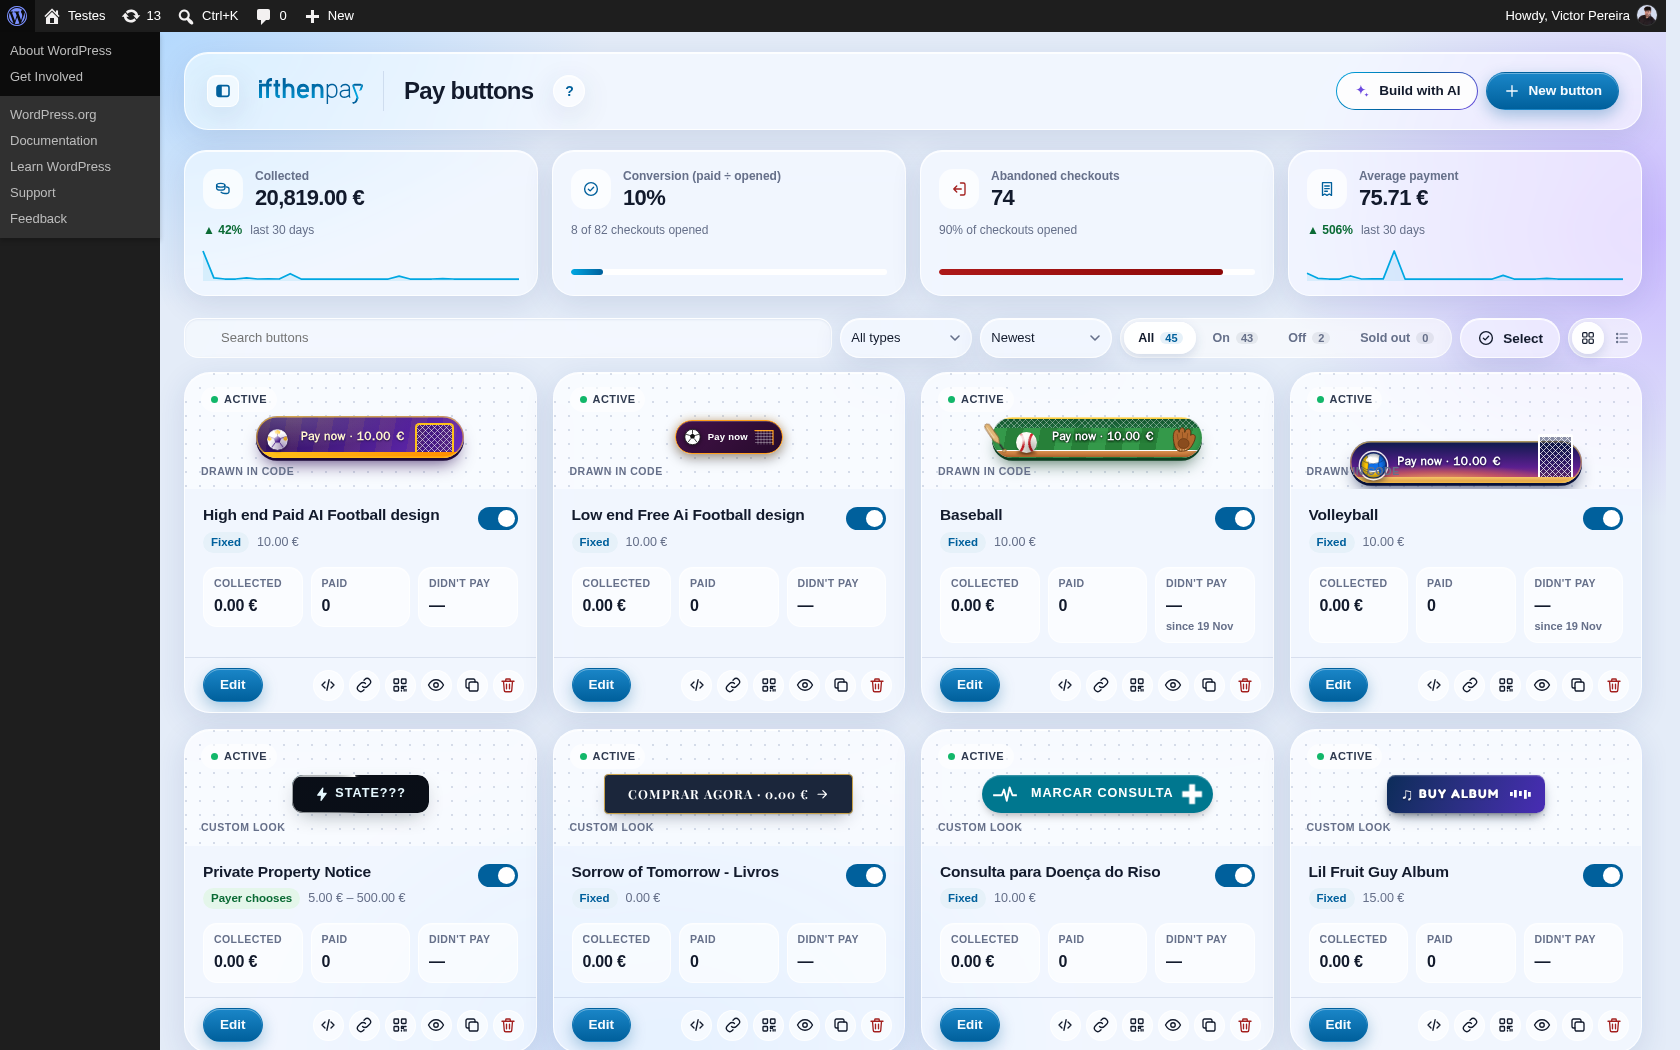 Testes 13 Ctrl+K 0 New Howdy, Victor Pereira
About WordPress
Get Involved
WordPress.org
Documentation
Learn WordPress
Support
Feedback
ifthenpay Pay buttons ? Build with AI New button
Collected
20,819.00 €
▲ 42% last 30 days
Conversion (paid ÷ opened)
10%
8 of 82 checkouts opened
Abandoned checkouts
74
90% of checkouts opened
Average payment
75.71 €
▲ 506% last 30 days
Search buttons All types Newest All 45 On 43 Off 2 Sold out 0 Select
ACTIVE
Pay now · 10.00 €
DRAWN IN CODE
High end Paid AI Football design
Fixed 10.00 €
COLLECTED PAID DIDN'T PAY
0.00 € 0 —
Edit
ACTIVE
Pay now
DRAWN IN CODE
Low end Free Ai Football design
Fixed 10.00 €
COLLECTED PAID DIDN'T PAY
0.00 € 0 —
Edit
ACTIVE
Pay now · 10.00 €
DRAWN IN CODE
Baseball
Fixed 10.00 €
COLLECTED PAID DIDN'T PAY
0.00 € 0 —
since 19 Nov
Edit
ACTIVE
Pay now · 10.00 €
DRAWN
Volleyball
Fixed 10.00 €
COLLECTED PAID DIDN'T PAY
0.00 € 0 —
since 19 Nov
Edit
ACTIVE
STATE???
CUSTOM LOOK
Private Property Notice
Payer chooses 5.00 € – 500.00 €
COLLECTED PAID DIDN'T PAY
0.00 € 0 —
Edit
ACTIVE
COMPRAR AGORA · 0.00 € →
CUSTOM LOOK
Sorrow of Tomorrow - Livros
Fixed 0.00 €
COLLECTED PAID DIDN'T PAY
0.00 € 0 —
Edit
ACTIVE
MARCAR CONSULTA
CUSTOM LOOK
Consulta para Doença do Riso
Fixed 10.00 €
COLLECTED PAID DIDN'T PAY
0.00 € 0 —
Edit
ACTIVE
♫ BUY ALBUM
CUSTOM LOOK
Lil Fruit Guy Album
Fixed 15.00 €
COLLECTED PAID DIDN'T PAY
0.00 € 0 —
Edit